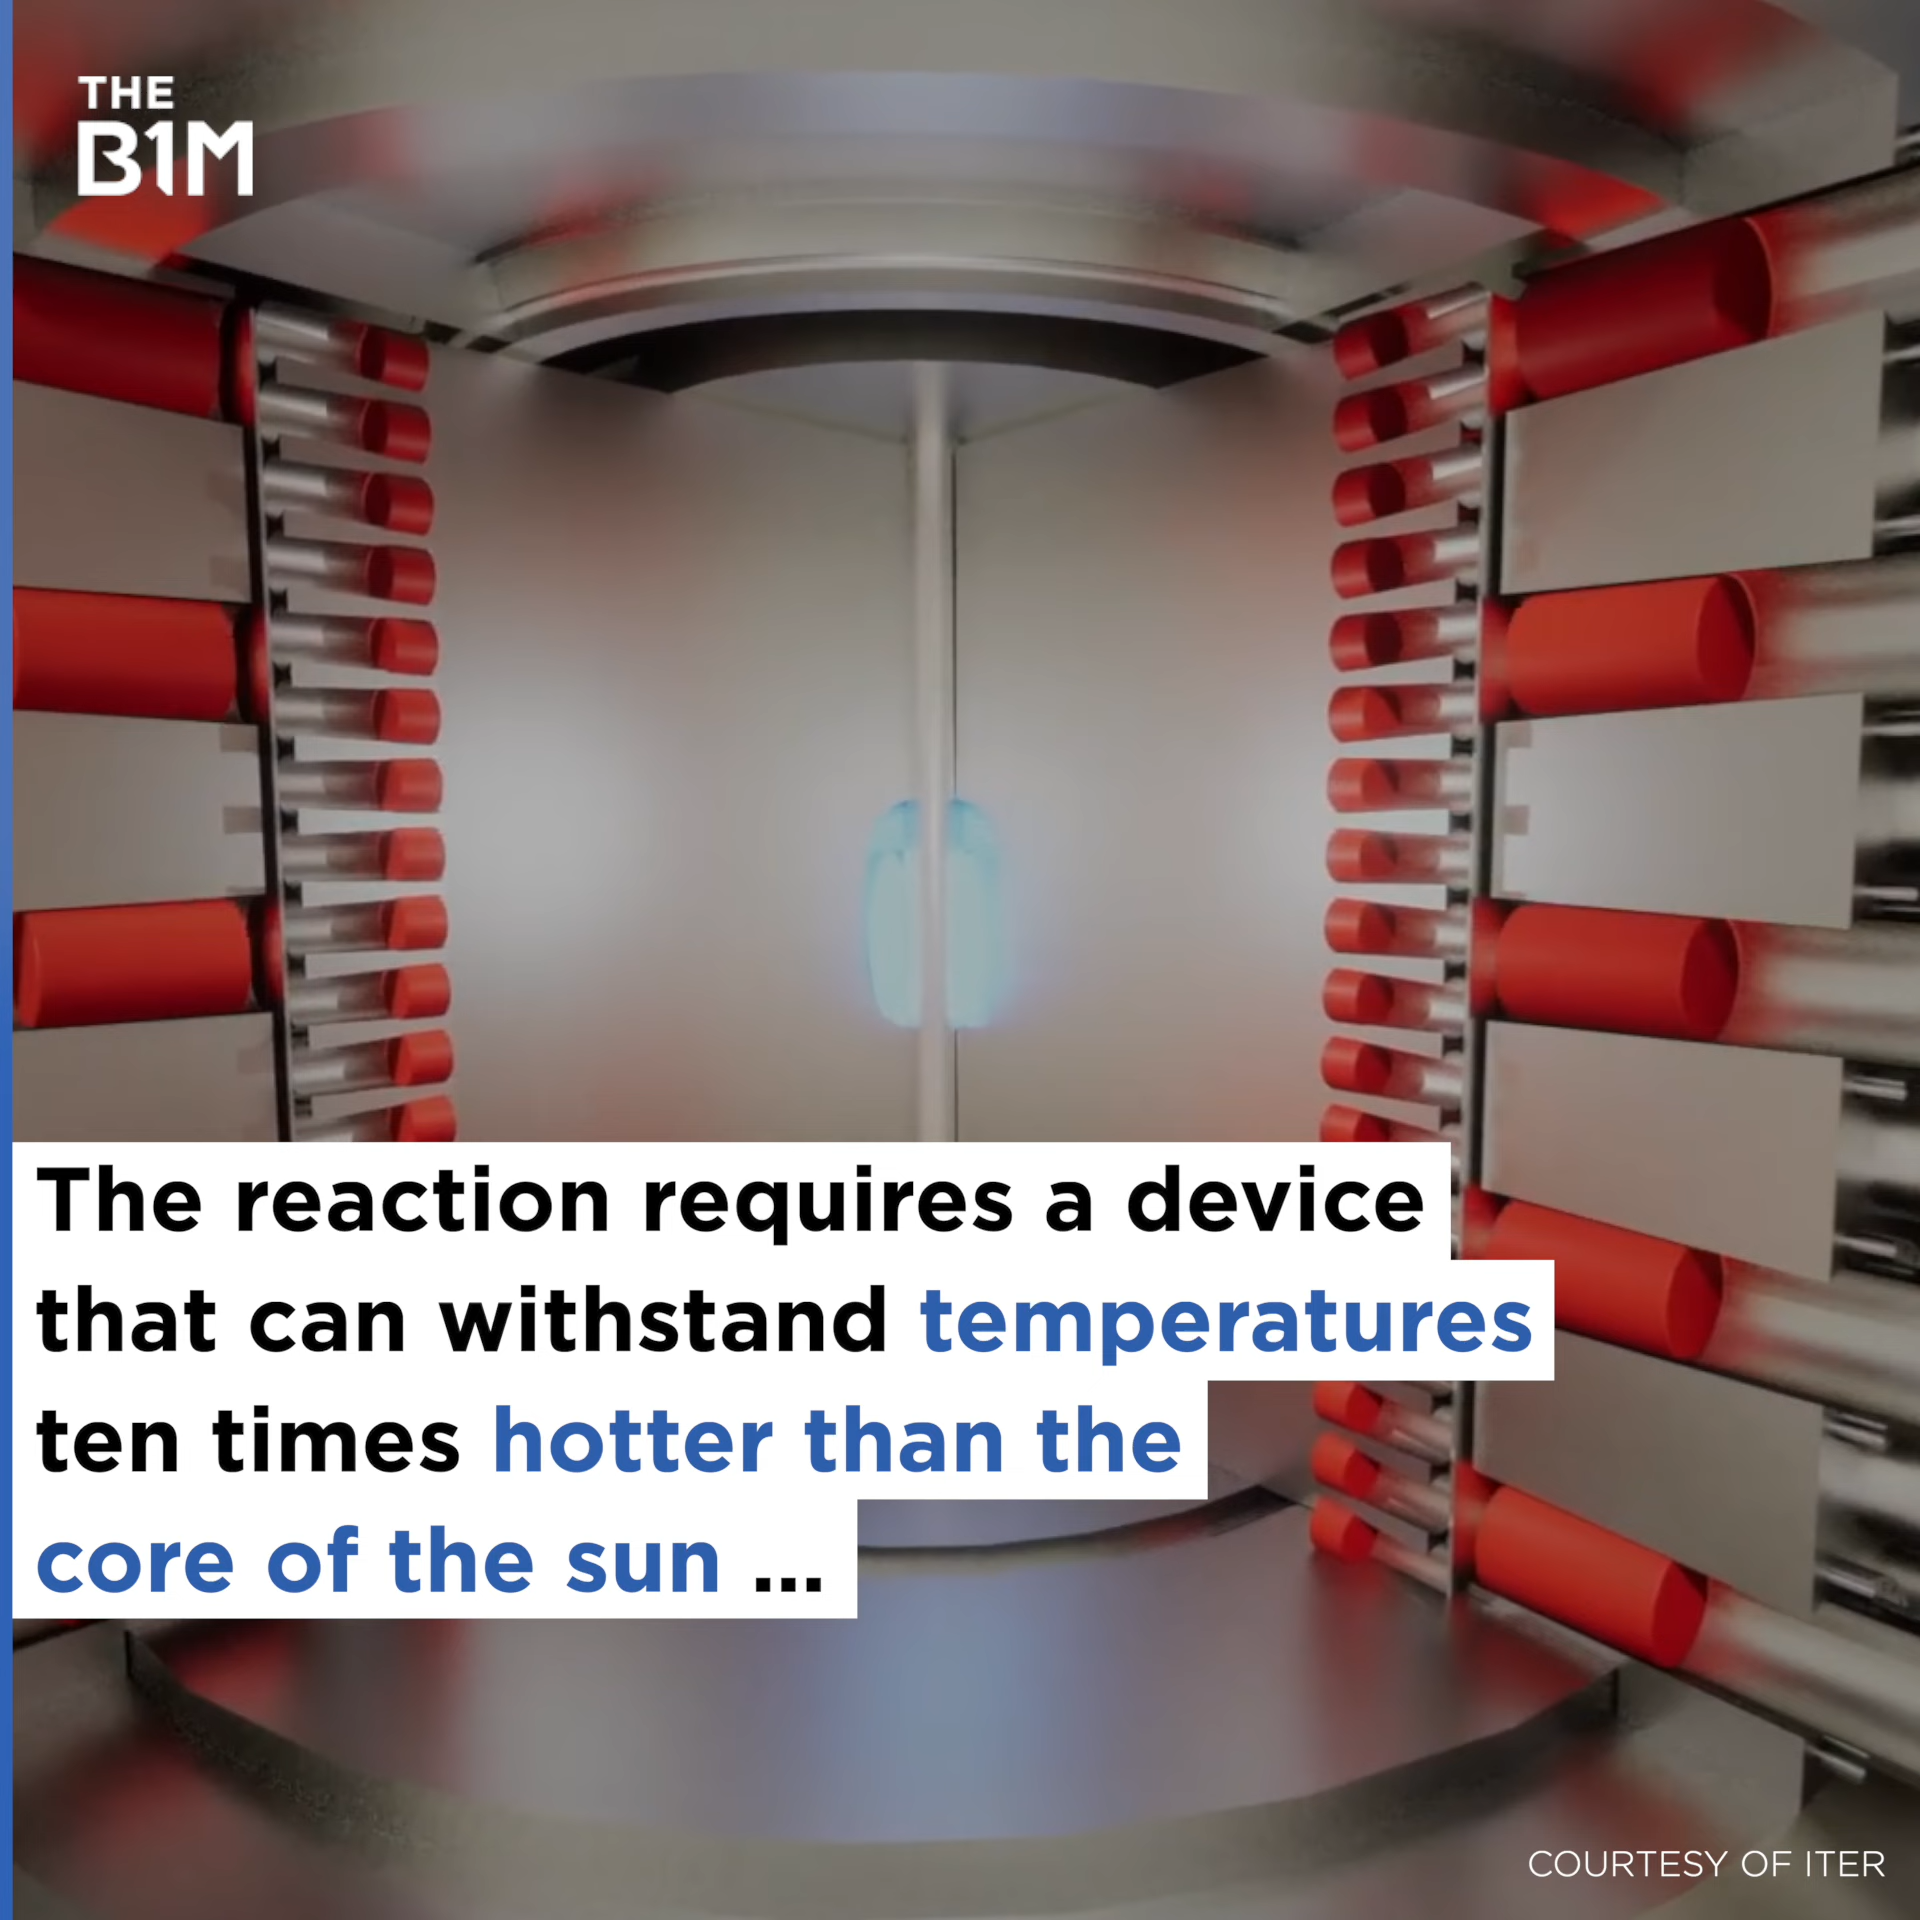 THE
B1M
The reaction requires a device
that can withstand temperatures
ten times hotter than the
core of the sun ...
COURTESY OF ITER